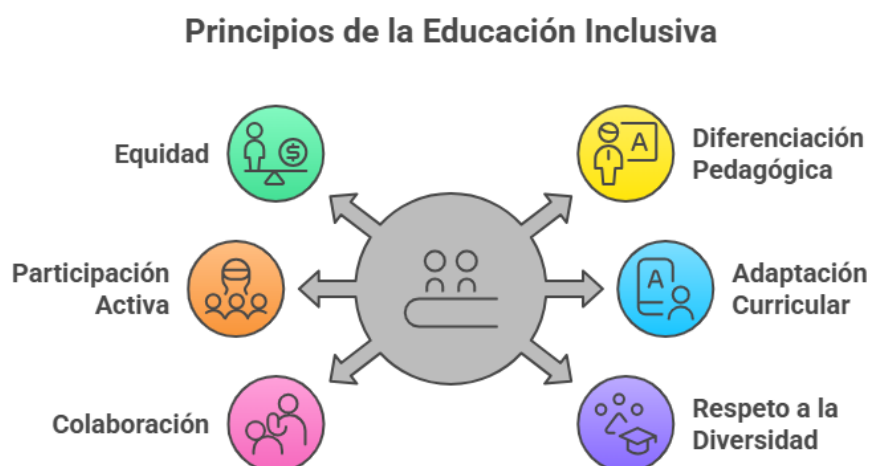 Principios de la Educación Inclusiva
Equidad
$
Participación
Activa
Colaboración
A
Diferenciación
Pedagógica
A
Adaptación
Curricular
Respeto a la
Diversidad